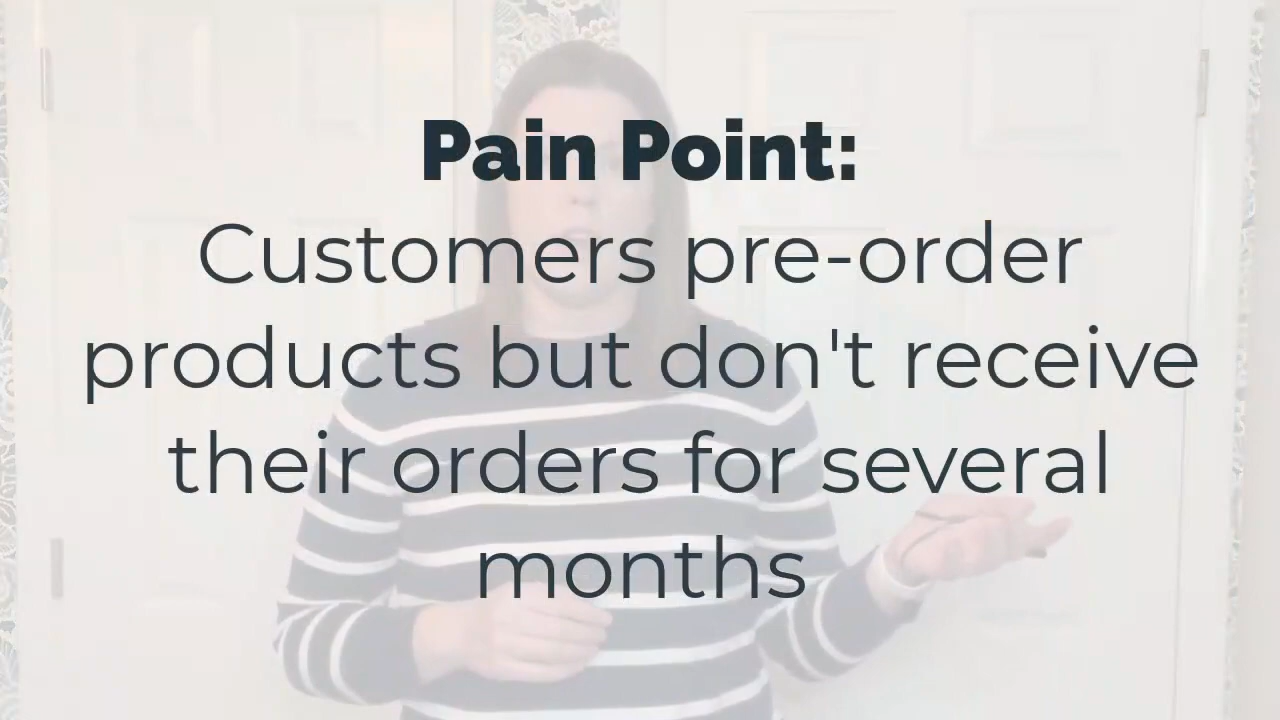 Pain Point:
Customers pre-order
products but don't receive
their orders for several
months